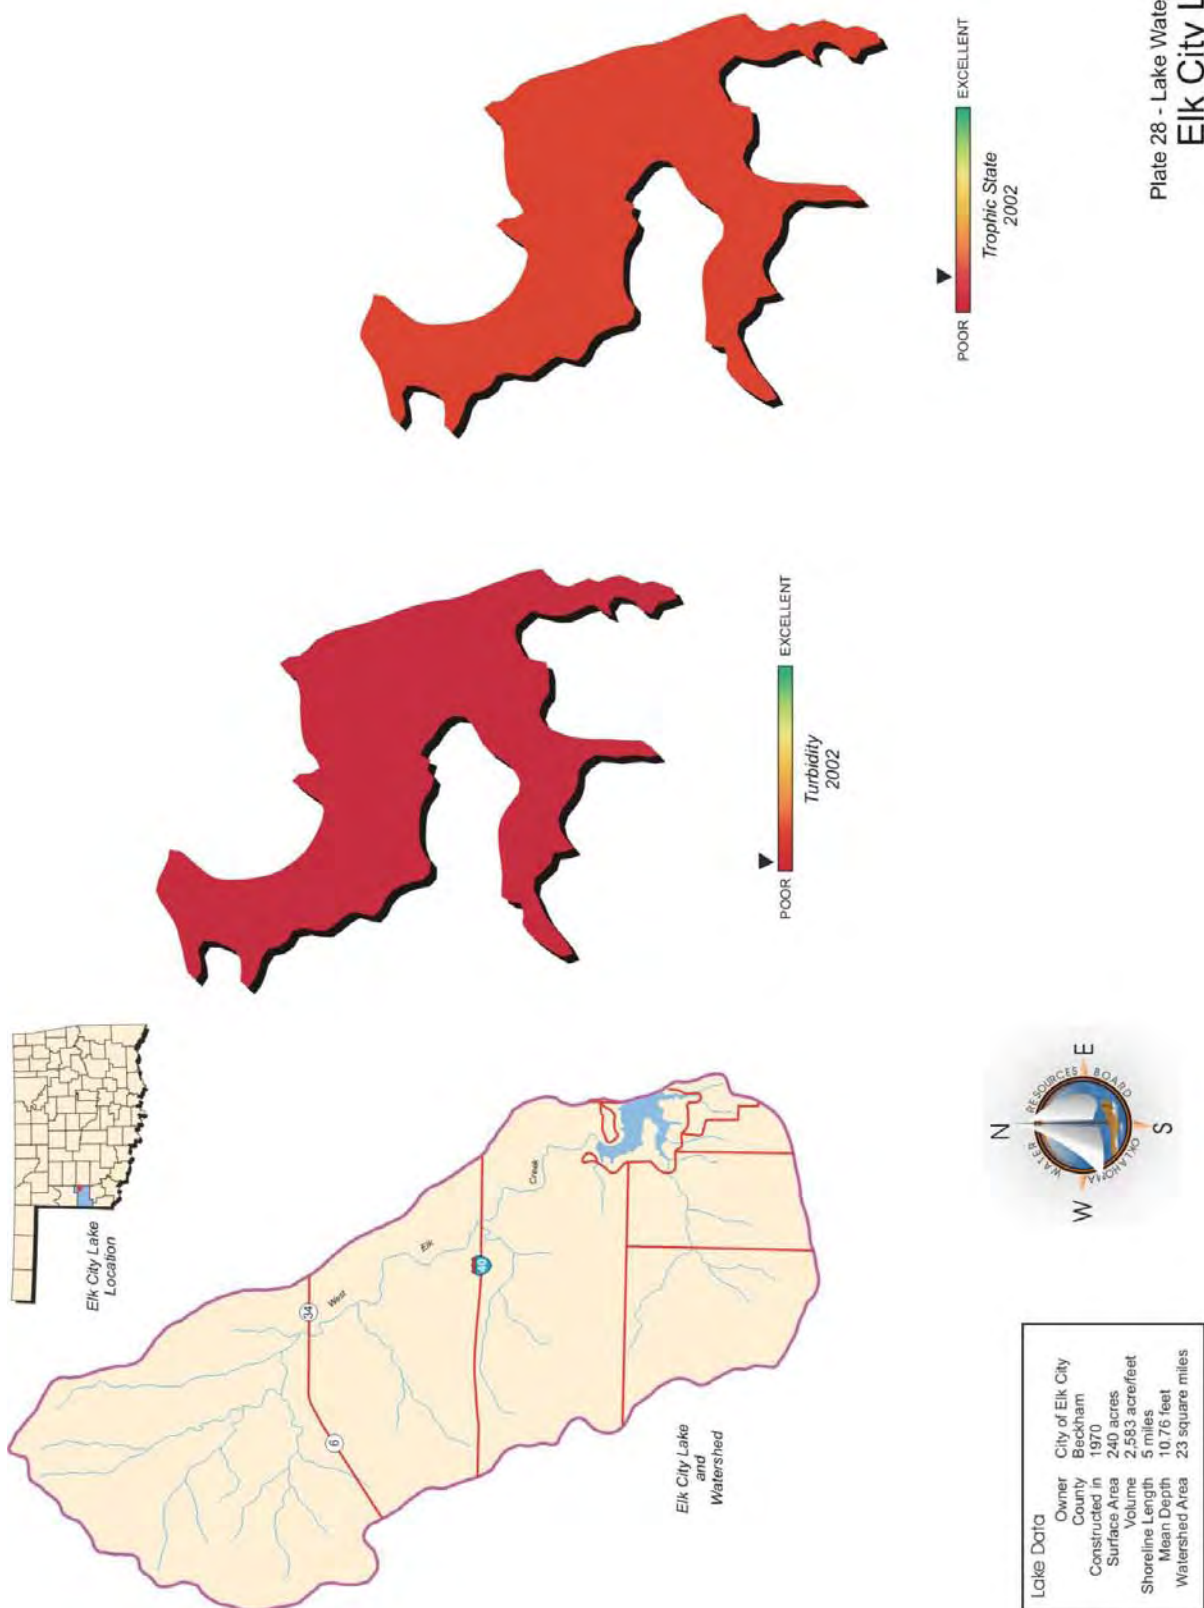 Plate 28 - Lake Wate
Elk City L
Elk City Lake
Location
Elk City Lake
and
Watershed
West
Elk
Creek
34
6
40
POOR
EXCELLENT
Turbidity
2002
POOR
EXCELLENT
Trophic State
2002
N
W
E
S
WATER RESOURCES BOARD
OKLAHOMA
Lake Data
Owner City of Elk City
County Beckham
Constructed in 1970
Surface Area 240 acres
Volume 2,583 acre/feet
Shoreline Length 5 miles
Mean Depth 10.76 feet
Watershed Area 23 square miles